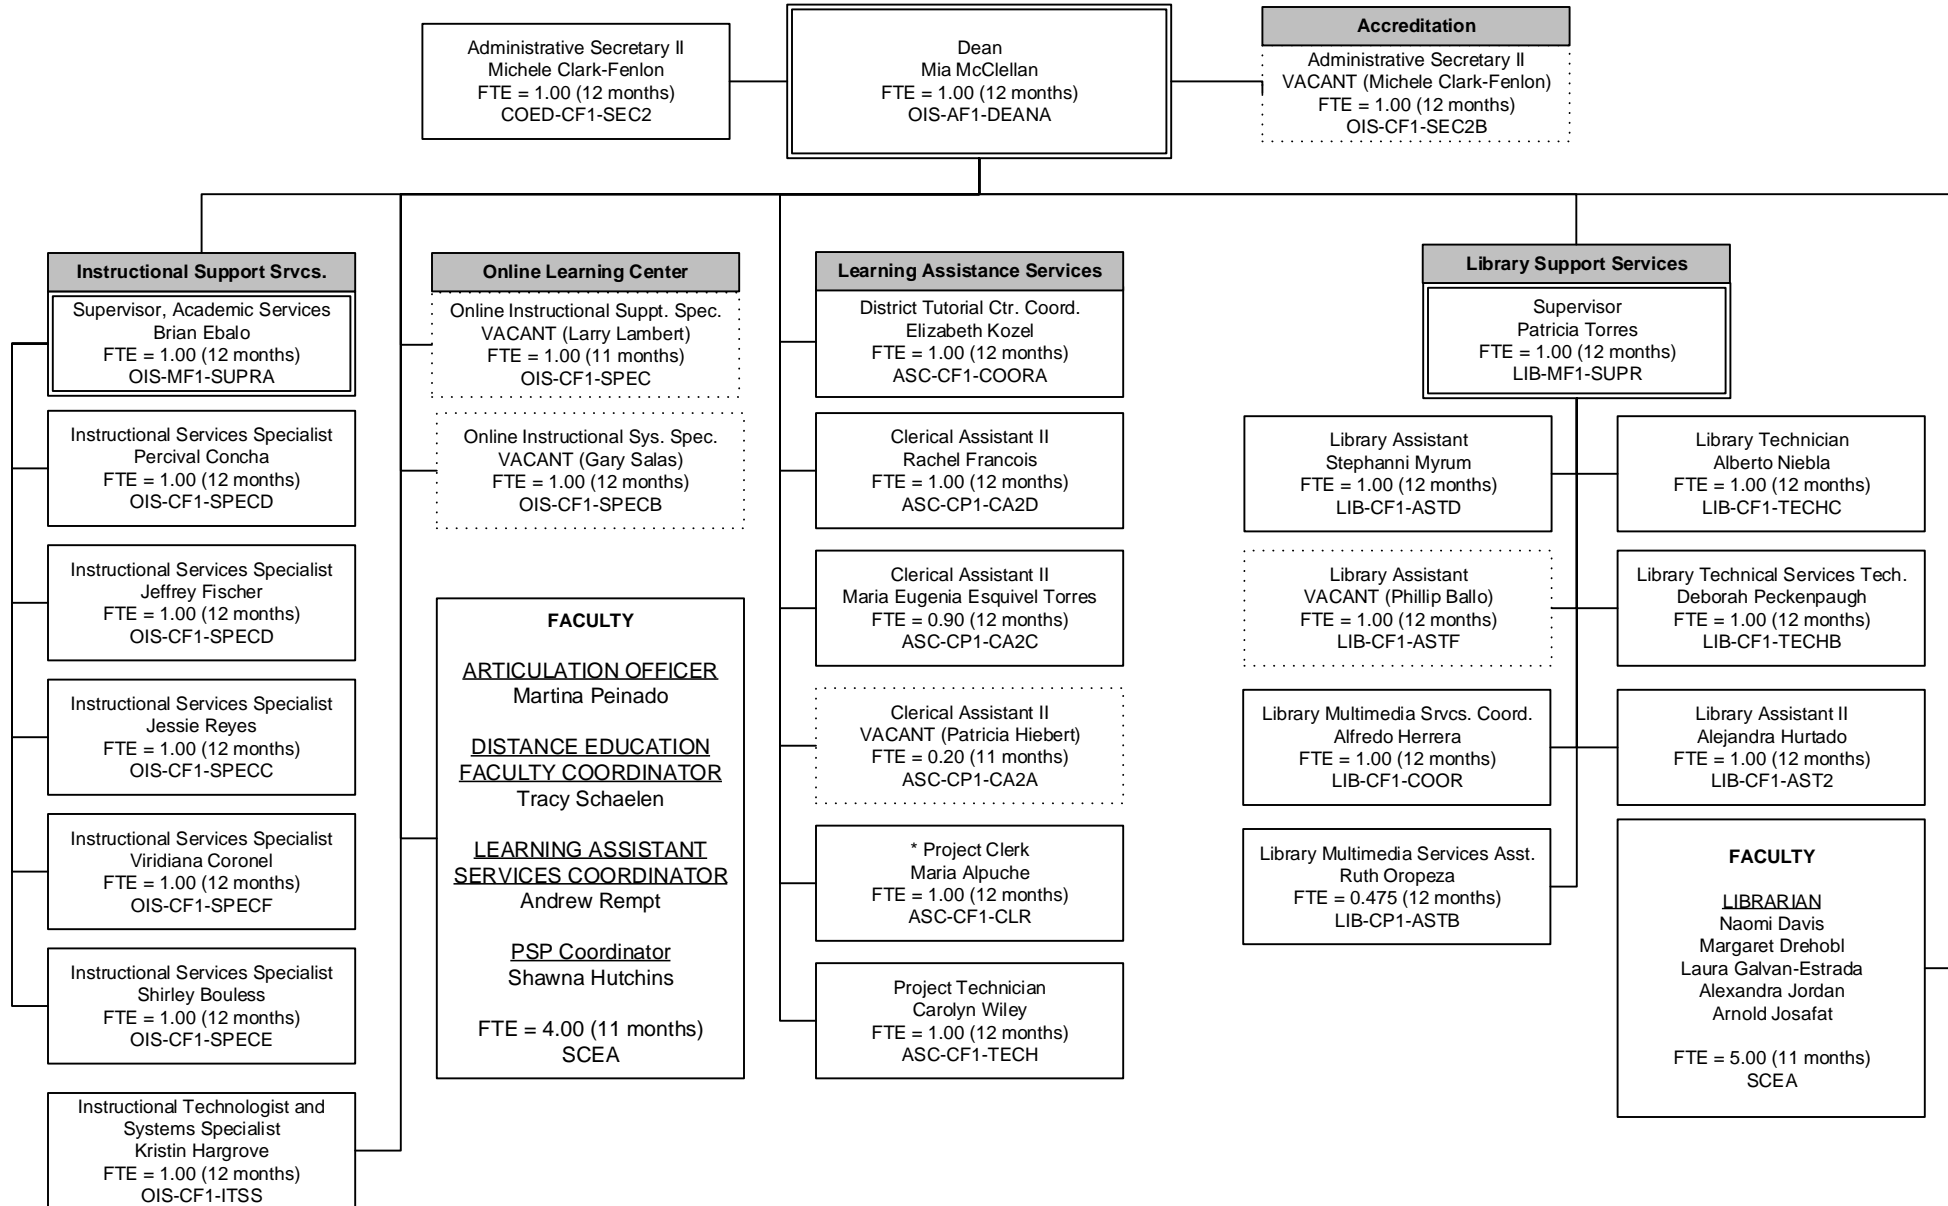 Administrative Secretary II
Michele Clark-Fenlon
FTE = 1.00 (12 months)
COED-CF1-SEC2
Dean
Mia McClellan
FTE = 1.00 (12 months)
OIS-AF1-DEANA
Accreditation
Administrative Secretary II
VACANT (Michele Clark-Fenlon)
FTE = 1.00 (12 months)
OIS-CF1-SEC2B
Instructional Support Srvcs.
Supervisor, Academic Services
Brian Ebalo
FTE = 1.00 (12 months)
OIS-MF1-SUPRA
Instructional Services Specialist
Percival Concha
FTE = 1.00 (12 months)
OIS-CF1-SPECD
Instructional Services Specialist
Jeffrey Fischer
FTE = 1.00 (12 months)
OIS-CF1-SPECD
Instructional Services Specialist
Jessie Reyes
FTE = 1.00 (12 months)
OIS-CF1-SPECC
Instructional Services Specialist
Viridiana Coronel
FTE = 1.00 (12 months)
OIS-CF1-SPECF
Instructional Services Specialist
Shirley Bouless
FTE = 1.00 (12 months)
OIS-CF1-SPECE
Instructional Technologist and
Systems Specialist
Kristin Hargrove
FTE = 1.00 (12 months)
OIS-CF1-ITSS
Online Learning Center
Online Instructional Suppt. Spec.
VACANT (Larry Lambert)
FTE = 1.00 (11 months)
OIS-CF1-SPEC
Online Instructional Sys. Spec.
VACANT (Gary Salas)
FTE = 1.00 (12 months)
OIS-CF1-SPECB
FACULTY
ARTICULATION OFFICER
Martina Peinado
DISTANCE EDUCATION
FACULTY COORDINATOR
Tracy Schaelen
LEARNING ASSISTANT
SERVICES COORDINATOR
Andrew Rempt
PSP Coordinator
Shawna Hutchins
FTE = 4.00 (11 months)
SCEA
Learning Assistance Services
District Tutorial Ctr. Coord.
Elizabeth Kozel
FTE = 1.00 (12 months)
ASC-CF1-COORA
Clerical Assistant II
Rachel Francois
FTE = 1.00 (12 months)
ASC-CP1-CA2D
Clerical Assistant II
Maria Eugenia Esquivel Torres
FTE = 0.90 (12 months)
ASC-CP1-CA2C
Clerical Assistant II
VACANT (Patricia Hiebert)
FTE = 0.20 (11 months)
ASC-CP1-CA2A
* Project Clerk
Maria Alpuche
FTE = 1.00 (12 months)
ASC-CF1-CLR
Project Technician
Carolyn Wiley
FTE = 1.00 (12 months)
ASC-CF1-TECH
Library Support Services
Supervisor
Patricia Torres
FTE = 1.00 (12 months)
LIB-MF1-SUPR
Library Assistant
Stephanni Myrum
FTE = 1.00 (12 months)
LIB-CF1-ASTD
Library Technician
Alberto Niebla
FTE = 1.00 (12 months)
LIB-CF1-TECHC
Library Assistant
VACANT (Phillip Ballo)
FTE = 1.00 (12 months)
LIB-CF1-ASTF
Library Technical Services Tech.
Deborah Peckenpaugh
FTE = 1.00 (12 months)
LIB-CF1-TECHB
Library Multimedia Srvcs. Coord.
Alfredo Herrera
FTE = 1.00 (12 months)
LIB-CF1-COOR
Library Assistant II
Alejandra Hurtado
FTE = 1.00 (12 months)
LIB-CF1-AST2
Library Multimedia Services Asst.
Ruth Oropeza
FTE = 0.475 (12 months)
LIB-CP1-ASTB
FACULTY
LIBRARIAN
Naomi Davis
Margaret Drehobl
Laura Galvan-Estrada
Alexandra Jordan
Arnold Josafat
FTE = 5.00 (11 months)
SCEA